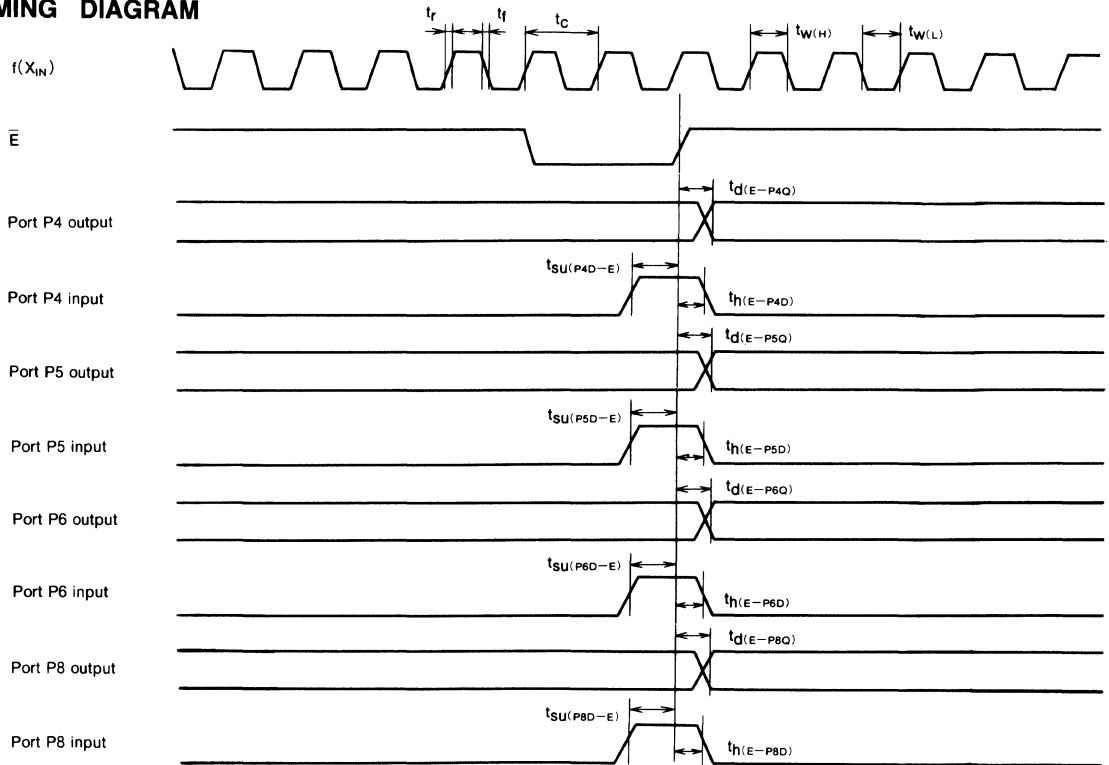 MING DIAGRAM
tr tf tc tW(H) tW(L)
f(XIN)
E̅
td(E−P4Q)
Port P4 output
tsu(P4D−E)
Port P4 input
th(E−P4D)
td(E−P5Q)
Port P5 output
tsu(P5D−E)
Port P5 input
th(E−P5D)
td(E−P6Q)
Port P6 output
tsu(P6D−E)
Port P6 input
th(E−P6D)
td(E−P8Q)
Port P8 output
tsu(P8D−E)
Port P8 input
th(E−P8D)